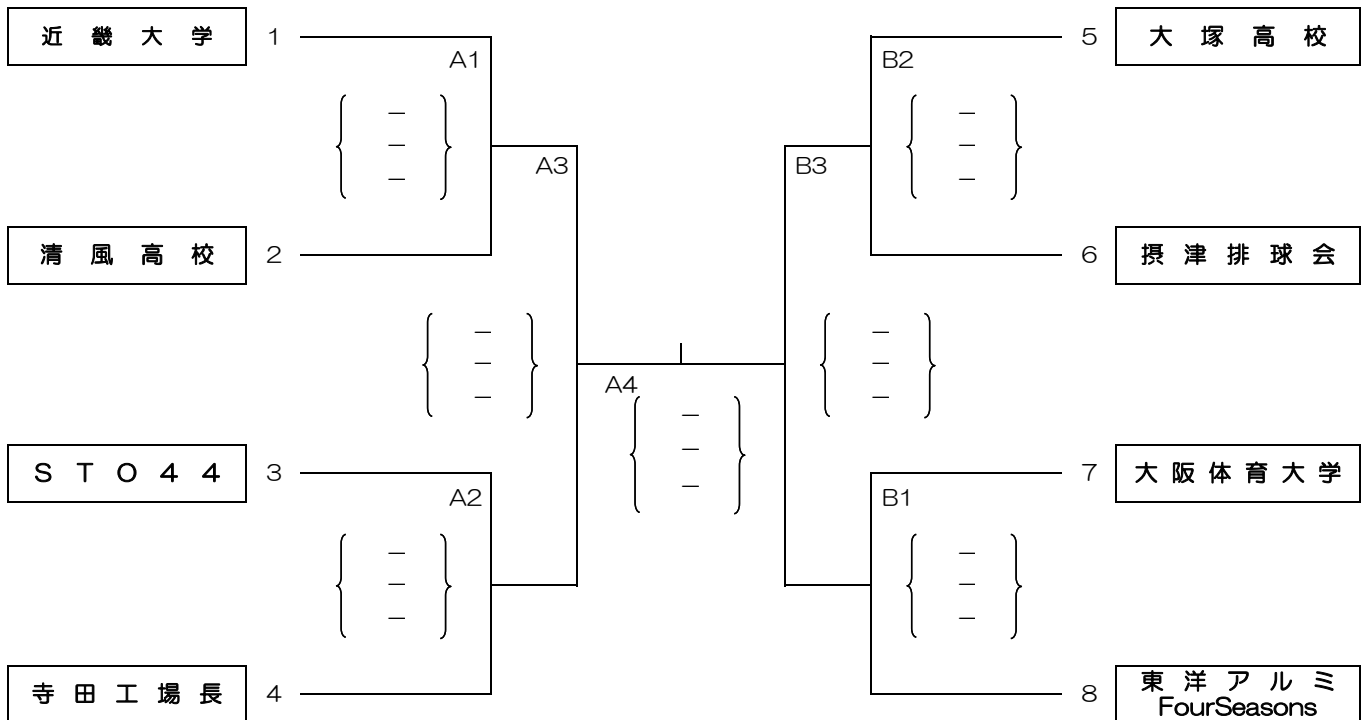 近畿大学 1
A1
－
－
－
清風高校 2
A3
－
－
－
STO44 3
A2
－
－
－
寺田工場長 4
A4
－
－
－
5 大塚高校
B2
－
－
－
6 摂津排球会
B3
－
－
－
7 大阪体育大学
B1
－
－
－
8 東洋アルミ
FourSeasons